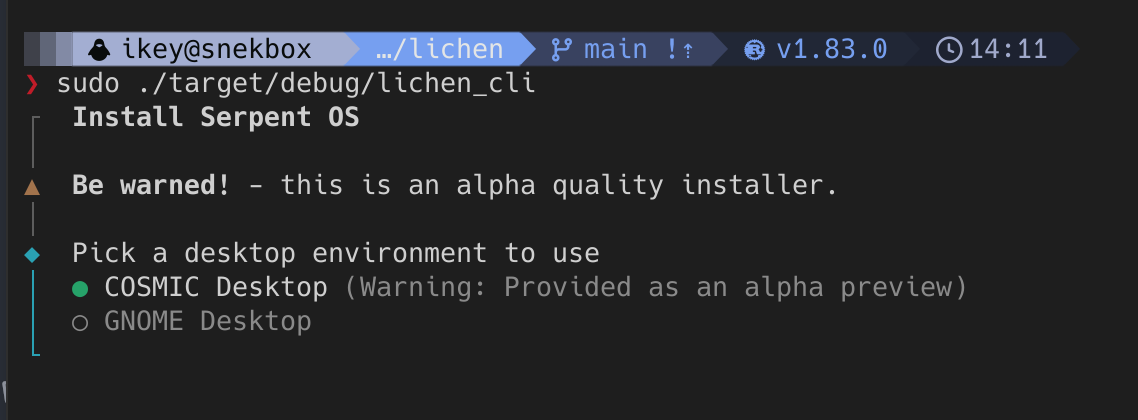 ikey@snekbox …/lichen main !⇡ v1.83.0 14:11
❯ sudo ./target/debug/lichen_cli
Install Serpent OS
Be warned! - this is an alpha quality installer.
Pick a desktop environment to use
● COSMIC Desktop (Warning: Provided as an alpha preview)
○ GNOME Desktop